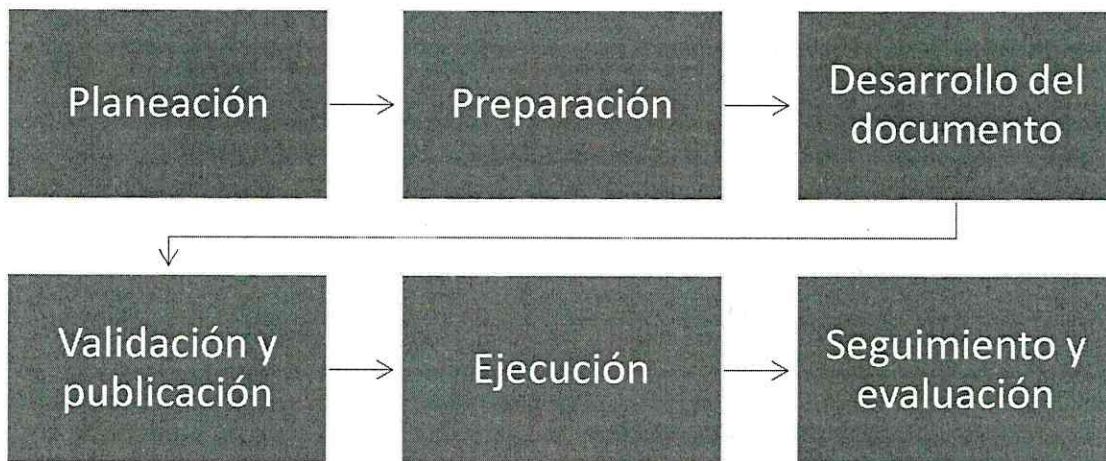 Planeación
Preparación
Desarrollo del
documento
Validación y
publicación
Ejecución
Seguimiento y
evaluación